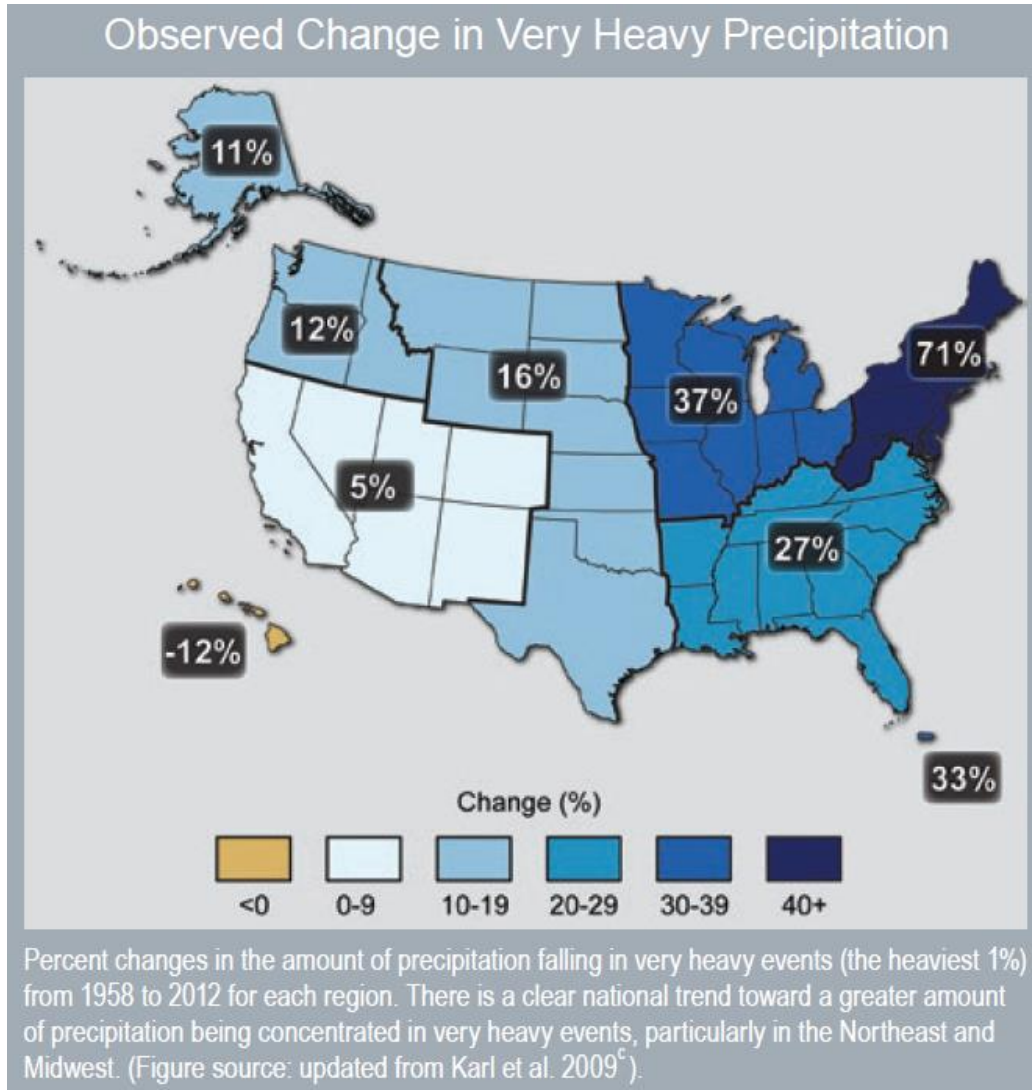 Observed Change in Very Heavy Precipitation
11%
12%
16%
37%
71%
5%
27%
-12%
33%
Change (%)
<0 0-9 10-19 20-29 30-39 40+
Percent changes in the amount of precipitation falling in very heavy events (the heaviest 1%)
from 1958 to 2012 for each region. There is a clear national trend toward a greater amount
of precipitation being concentrated in very heavy events, particularly in the Northeast and
Midwest. (Figure source: updated from Karl et al. 2009ᶜ).